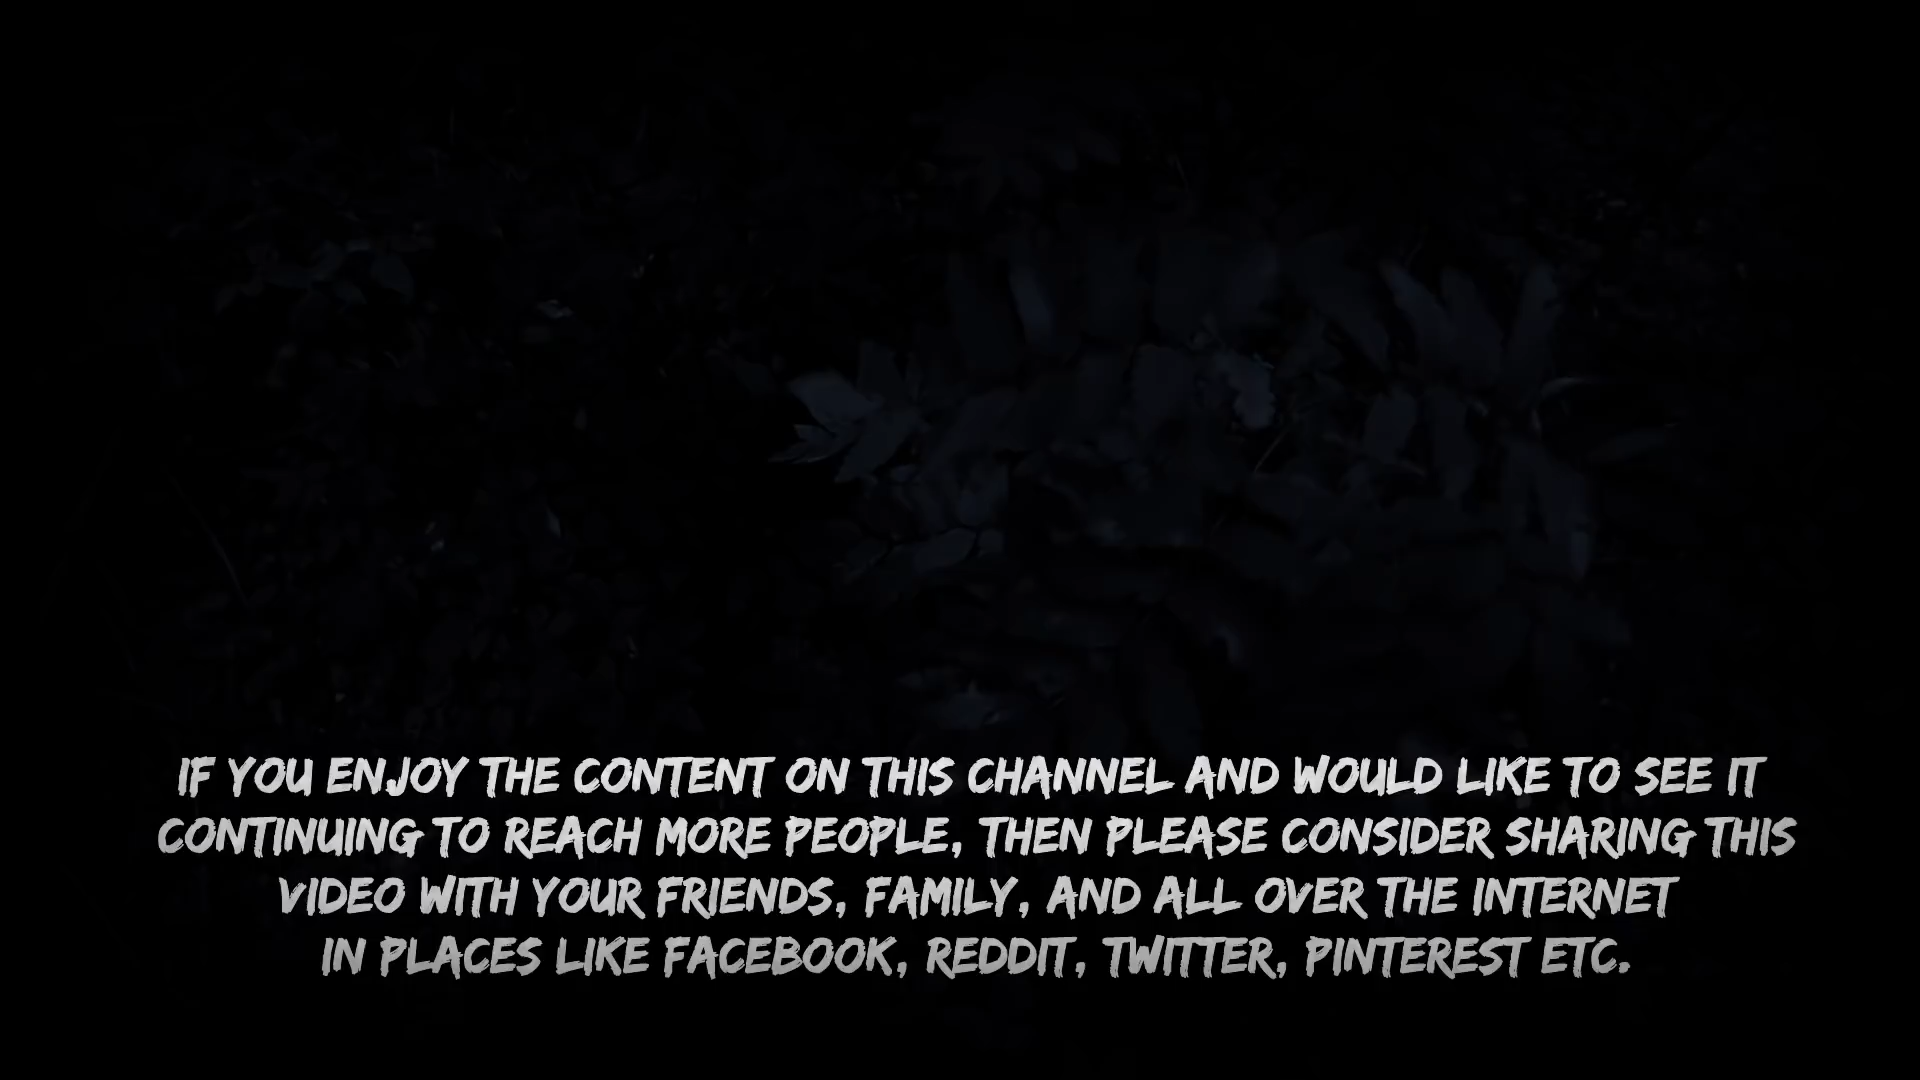 IF YOU ENJOY THE CONTENT ON THIS CHANNEL AND WOULD LIKE TO SEE IT
CONTINUING TO REACH MORE PEOPLE, THEN PLEASE CONSIDER SHARING THIS
VIDEO WITH YOUR FRIENDS, FAMILY, AND ALL OVER THE INTERNET
IN PLACES LIKE FACEBOOK, REDDIT, TWITTER, PINTEREST ETC.